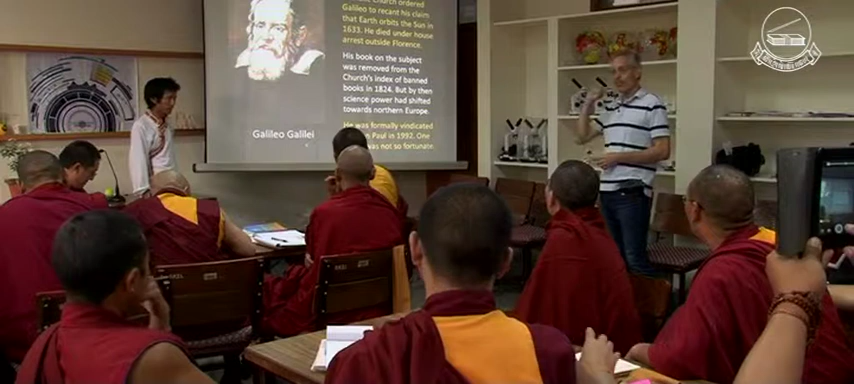 Church ordered
Galileo to recant his claim
that Earth orbits the Sun in
1633. He died under house
arrest outside Florence.
His book on the subject
was removed from the
Church's index of banned
books in 1824. But by then
science power had shifted
towards northern Europe.
He was formally vindicated
Paul in 1992. One
was not so fortunate.
Galileo Galilei